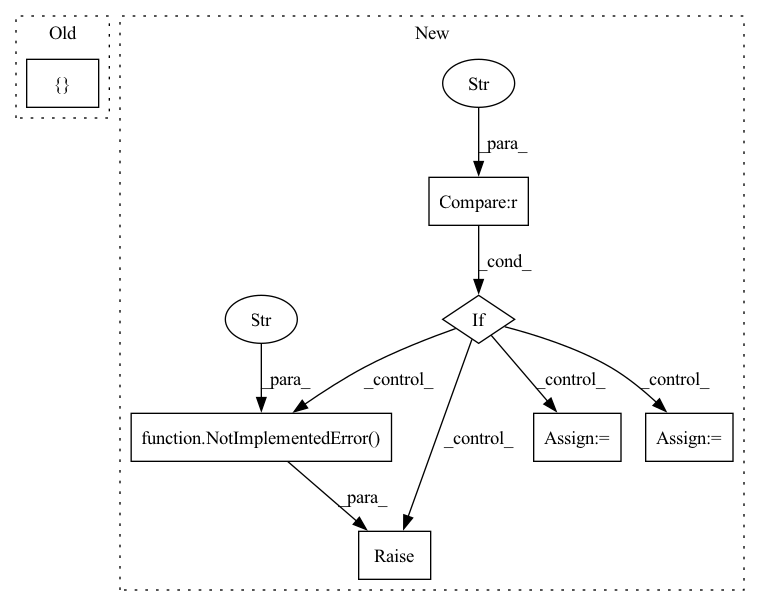 Old
{}
New
Str
_para_
Compare:r
_cond_
Str
If
_para_
_control_
_control_
_control_
_control_
function.NotImplementedError()
Assign:=
Assign:=
_para_
Raise